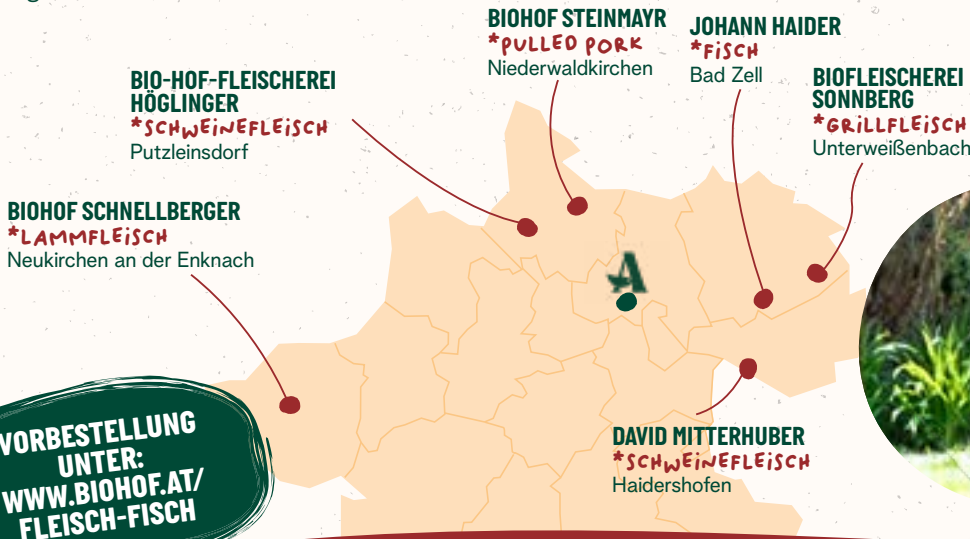 BIOHOF STEINMAYR
*PULLED PORK
Niederwaldkirchen
JOHANN HAIDER
*FISCH
Bad Zell
BIO-HOF-FLEISCHEREI
HÖGLINGER
*SCHWEINEFLEISCH
Putzleinsdorf
BIOFLEISCHEREI
SONNBERG
*GRILLFLEISCH
Unterweißenbach
BIOHOF SCHNELLBERGER
*LAMMFLEISCH
Neukirchen an der Enknach
A
VORBESTELLUNG
UNTER:
WWW.BIOHOF.AT/
FLEISCH-FISCH
DAVID MITTERHUBER
*SCHWEINEFLEISCH
Haidershofen